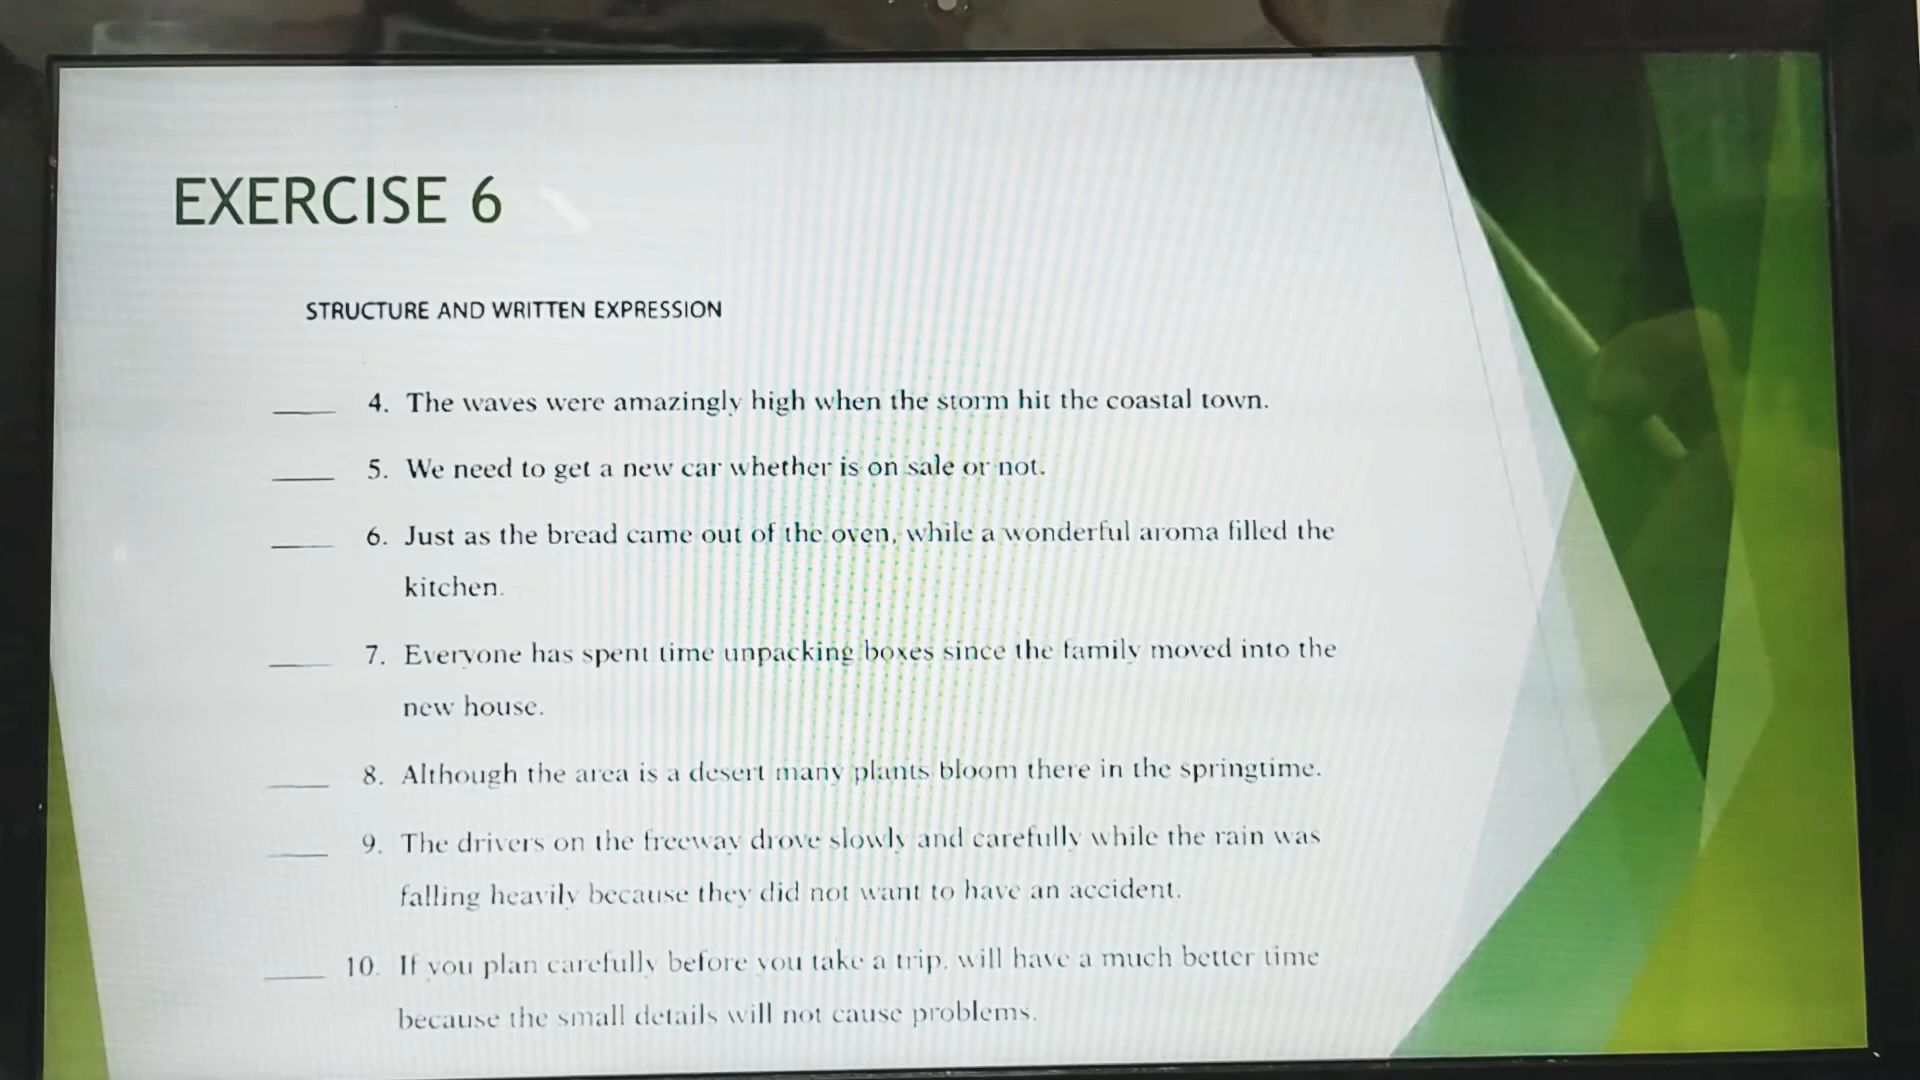 EXERCISE 6
STRUCTURE AND WRITTEN EXPRESSION
____ 4. The waves were amazingly high when the storm hit the coastal town.
____ 5. We need to get a new car whether is on sale or not.
____ 6. Just as the bread came out of the oven, while a wonderful aroma filled the
kitchen.
____ 7. Everyone has spent time unpacking boxes since the family moved into the
new house.
____ 8. Although the area is a desert many plants bloom there in the springtime.
____ 9. The drivers on the freeway drove slowly and carefully while the rain was
falling heavily because they did not want to have an accident.
____ 10. If you plan carefully before you take a trip, will have a much better time
because the small details will not cause problems.